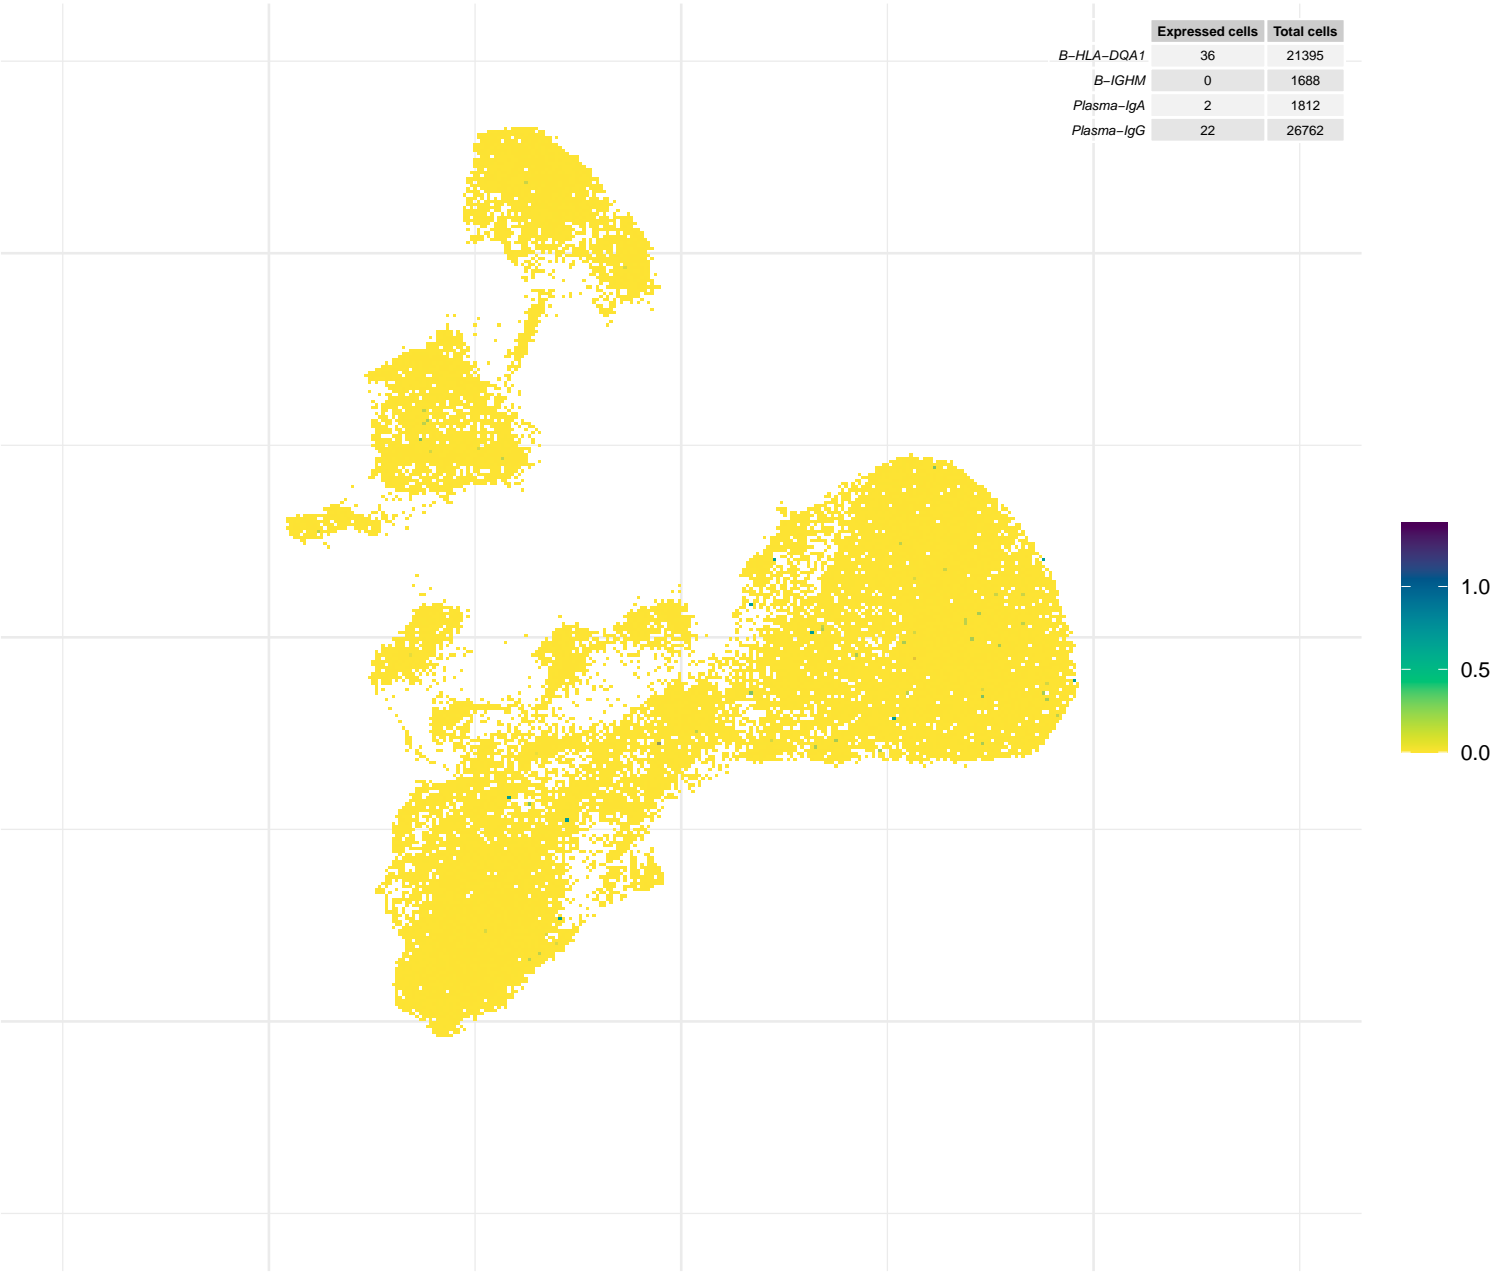 Expressed cells Total cells
B−HLA−DQA1 36 21395
B−IGHM 0 1688
Plasma−IgA 2 1812
Plasma−IgG 22 26762
1.0
0.5
0.0